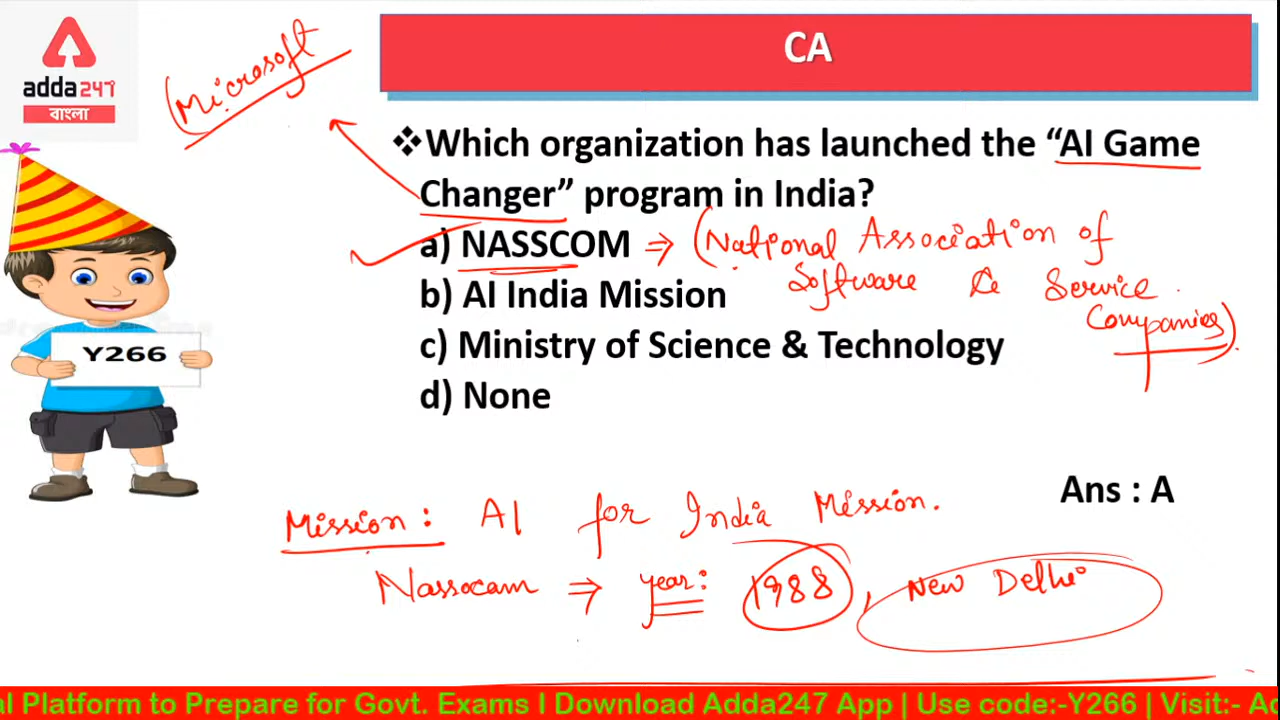 adda247
বাংলা
(Microsoft
CA
❖Which organization has launched the “AI Game
Changer” program in India?
a) NASSCOM ⇒ (National Association of
Software & Service
Companies)
b) AI India Mission
c) Ministry of Science & Technology
d) None
Y266
Ans : A
Mission: AI for India Mission.
Nassocam ⇒ year: 1988, New Delhi
al Platform to Prepare for Govt. Exams I Download Adda247 App | Use code:-Y266 | Visit:- Ad